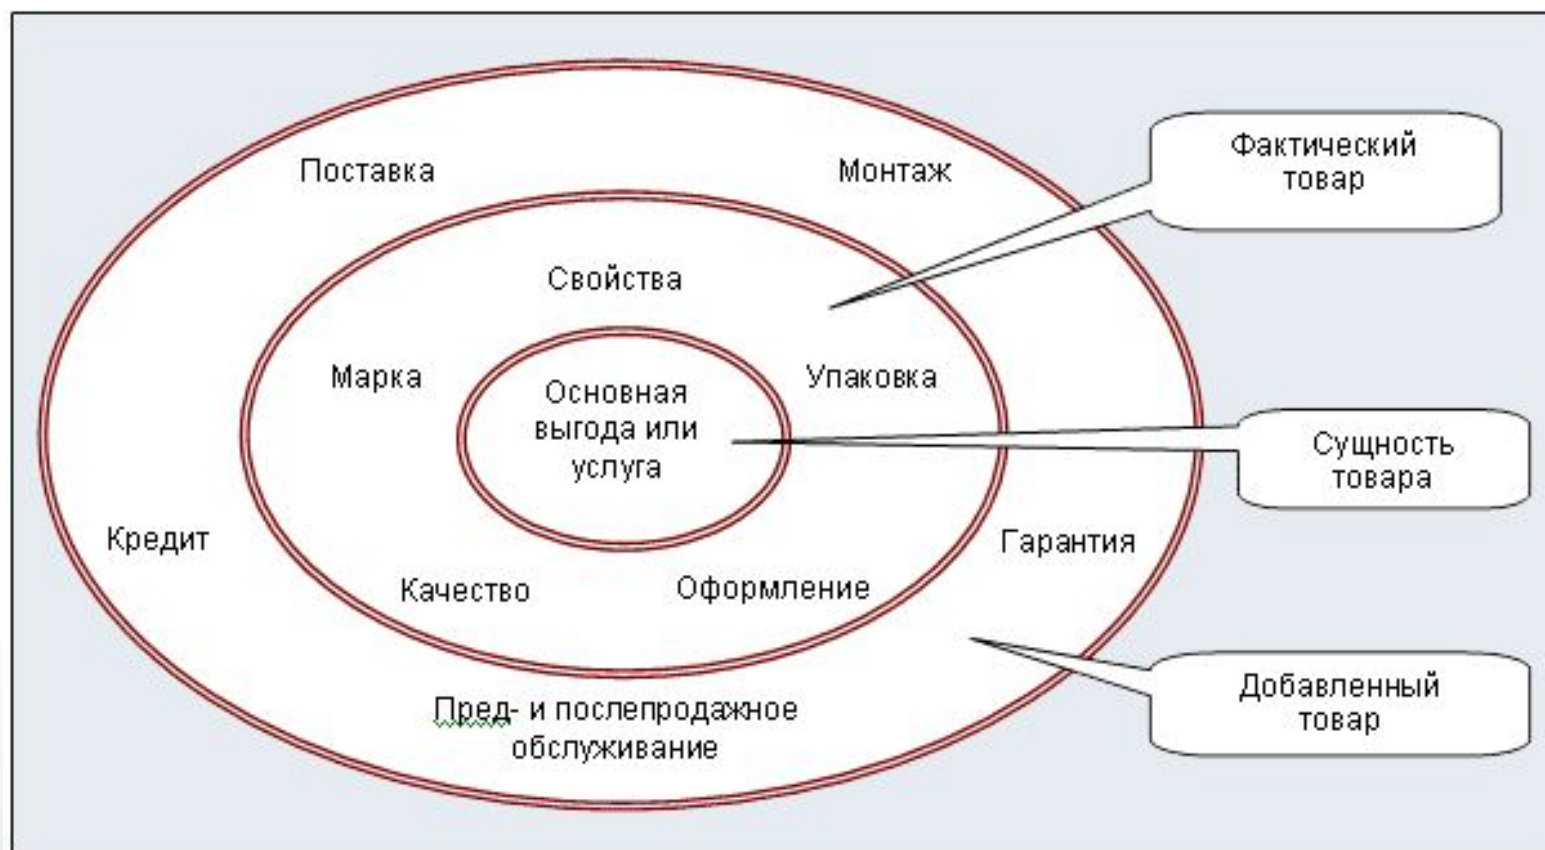 Фактический
товар
Поставка
Монтаж
Свойства
Марка
Упаковка
Основная
выгода или
услуга
Сущность
товара
Кредит
Гарантия
Качество
Оформление
Добавленный
товар
Пред- и послепродажное
обслуживание